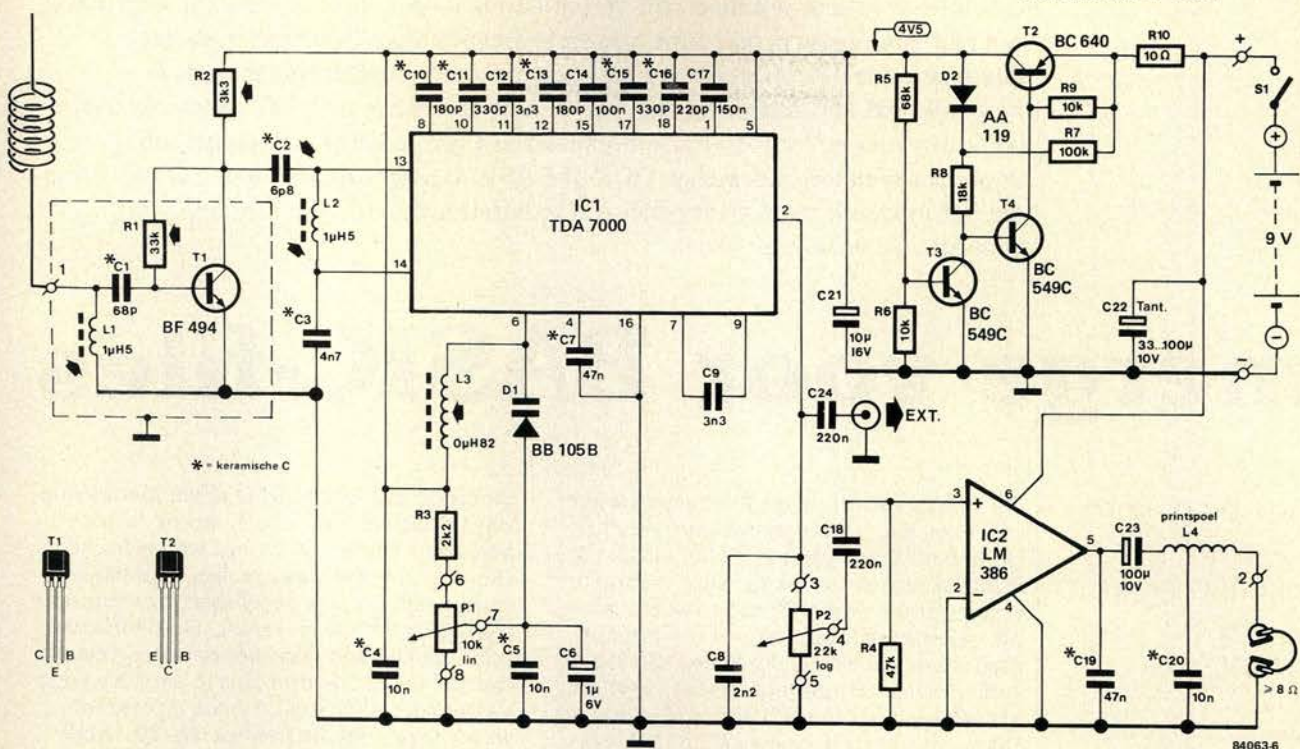 4V5
T2
BC 640
R10
10 Ω
+
S1
R2
3k3
*C10
180p
8
*C11
330p
10
C12
3n3
11
*C13
180p
12
C14
100n
15
*C15
330p
17
*C16
220p
18
C17
150n
1
5
R5
68k
D2
AA
119
R9
10k
R7
100k
+
9 V
−
C2
6p8
13
L2
1µH5
14
IC1
TDA 7000
2
R8
18k
T4
BC
549C
T3
BC
549C
R1
33k
1
*C1
68p
T1
BF 494
L1
1µH5
*C3
4n7
6
4
16
7
9
*C7
47n
C9
3n3
C21
10µ
16V
R6
10k
C22
Tant.
33...100µ
10V
−
L3
0µH82
D1
BB 105B
C24
220n
EXT.
* = keramische C
T1
C
B
E
T2
E
B
C
R3
2k2
6
P1
10k
lin
7
8
*C4
10n
*C5
10n
C6
1µ
6V
C8
2n2
3
P2
22k
log
4
5
C18
220n
R4
47k
3
+
2
−
IC2
LM
386
6
4
5
C23
100µ
10V
printspoel
L4
2
*C19
47n
*C20
10n
≥ 8 Ω
84063-6